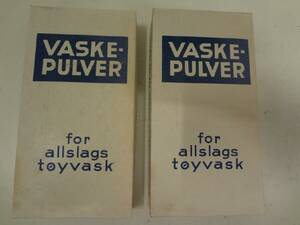 VASKE-
PULVER
for
allslags
tøyvask
VASKE-
PULVER
for
allslags
tøyvask